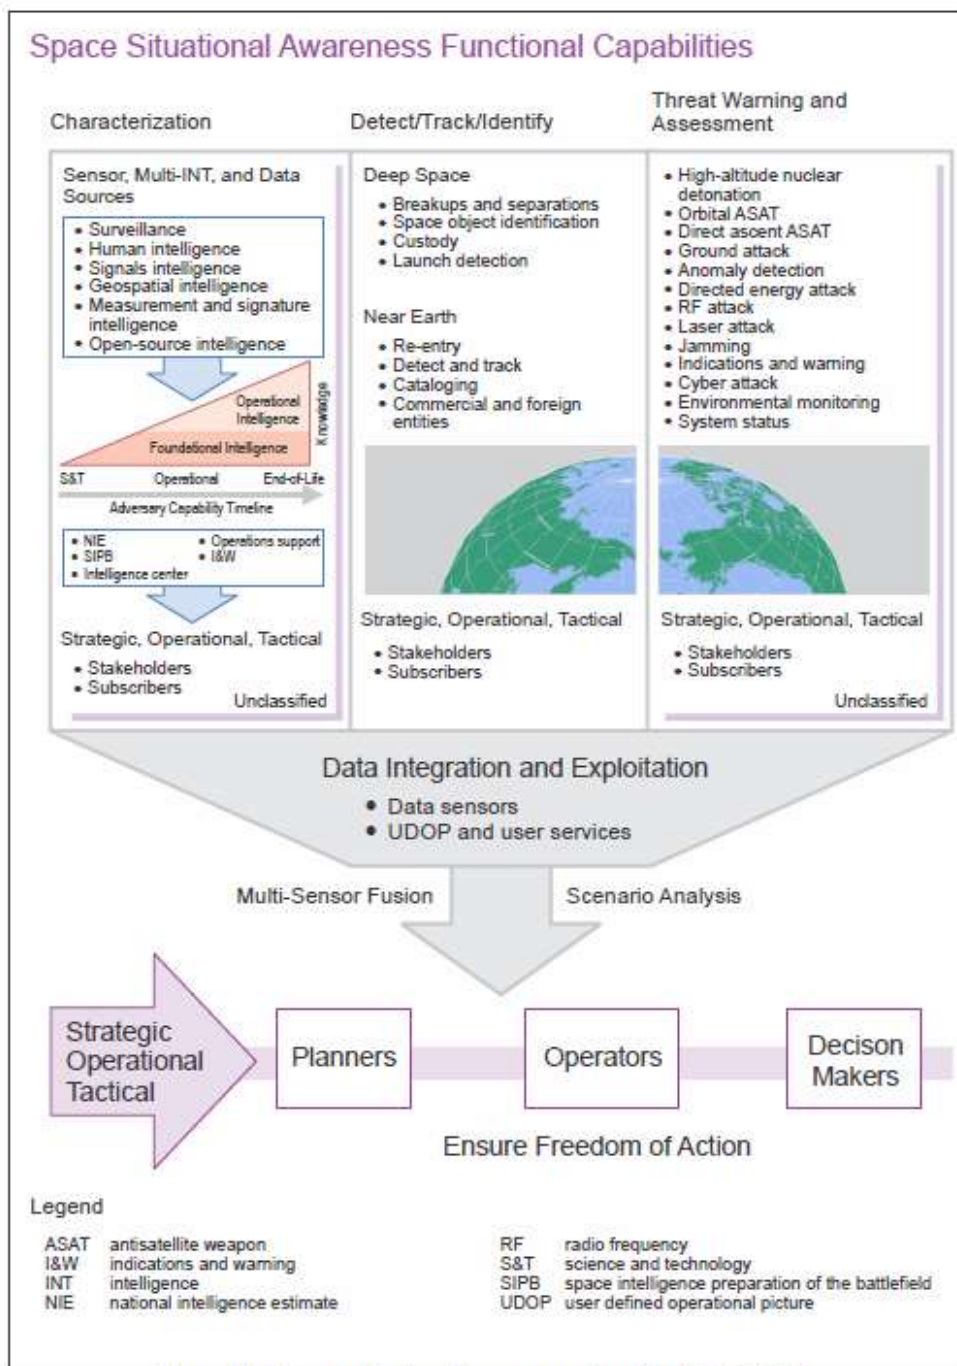 Space Situational Awareness Functional Capabilities
Characterization
Sensor, Multi-INT, and Data
Sources
• Surveillance
• Human intelligence
• Signals intelligence
• Geospatial intelligence
• Measurement and signature
intelligence
• Open-source intelligence
Operational
Intelligence
Foundational Intelligence
Knowledge
S&T Operational End-of-Life
Adversary Capability Timeline
• NIE
• SIPB
• Intelligence center
• Operations support
• I&W
Strategic, Operational, Tactical
• Stakeholders
• Subscribers
Unclassified
Detect/Track/Identify
Deep Space
• Breakups and separations
• Space object identification
• Custody
• Launch detection
Near Earth
• Re-entry
• Detect and track
• Cataloging
• Commercial and foreign
entities
Strategic, Operational, Tactical
• Stakeholders
• Subscribers
Threat Warning and
Assessment
• High-altitude nuclear
detonation
• Orbital ASAT
• Direct ascent ASAT
• Ground attack
• Anomaly detection
• Directed energy attack
• RF attack
• Laser attack
• Jamming
• Indications and warning
• Cyber attack
• Environmental monitoring
• System status
Strategic, Operational, Tactical
• Stakeholders
• Subscribers
Unclassified
Data Integration and Exploitation
• Data sensors
• UDOP and user services
Multi-Sensor Fusion
Scenario Analysis
Strategic
Operational
Tactical
Planners
Operators
Decison
Makers
Ensure Freedom of Action
Legend
ASAT antisatellite weapon
I&W indications and warning
INT intelligence
NIE national intelligence estimate
RF radio frequency
S&T science and technology
SIPB space intelligence preparation of the battlefield
UDOP user defined operational picture